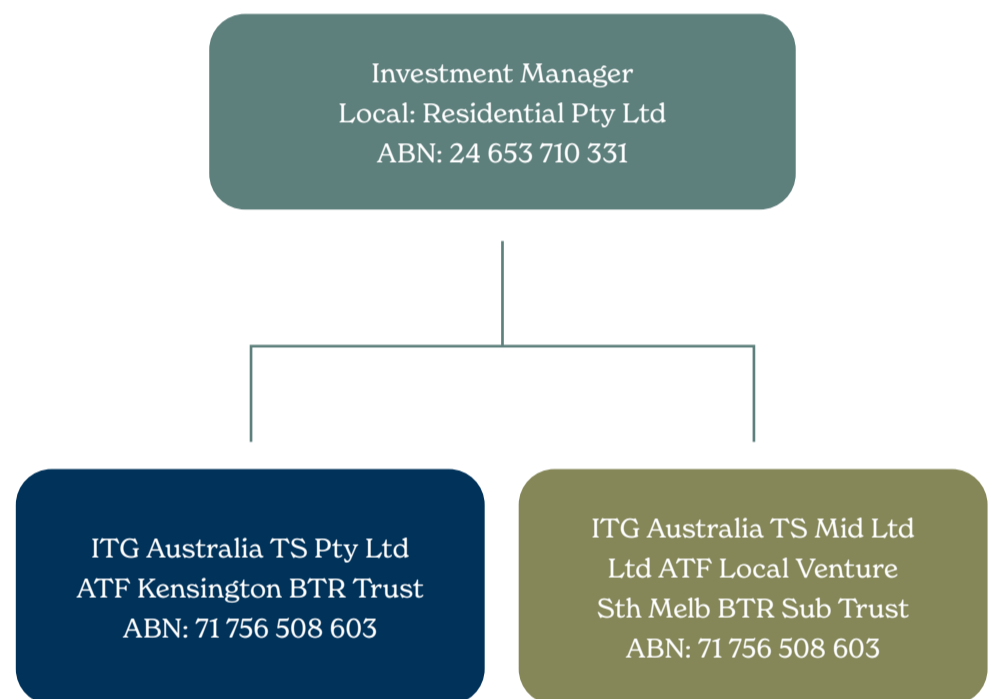 Investment Manager
Local: Residential Pty Ltd
ABN: 24 653 710 331
ITG Australia TS Pty Ltd
ATF Kensington BTR Trust
ABN: 71 756 508 603
ITG Australia TS Mid Ltd
Ltd ATF Local Venture
Sth Melb BTR Sub Trust
ABN: 71 756 508 603